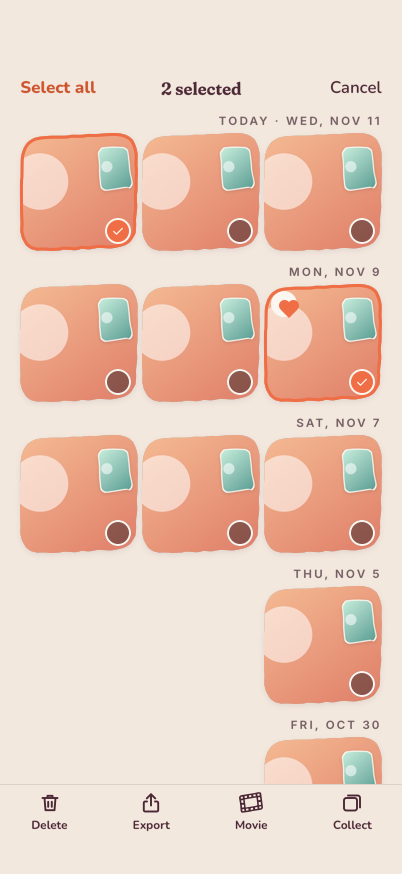 Select all
2 selected
Cancel
TODAY · WED, NOV 11
MON, NOV 9
SAT, NOV 7
THU, NOV 5
FRI, OCT 30
Delete
Export
Movie
Collect